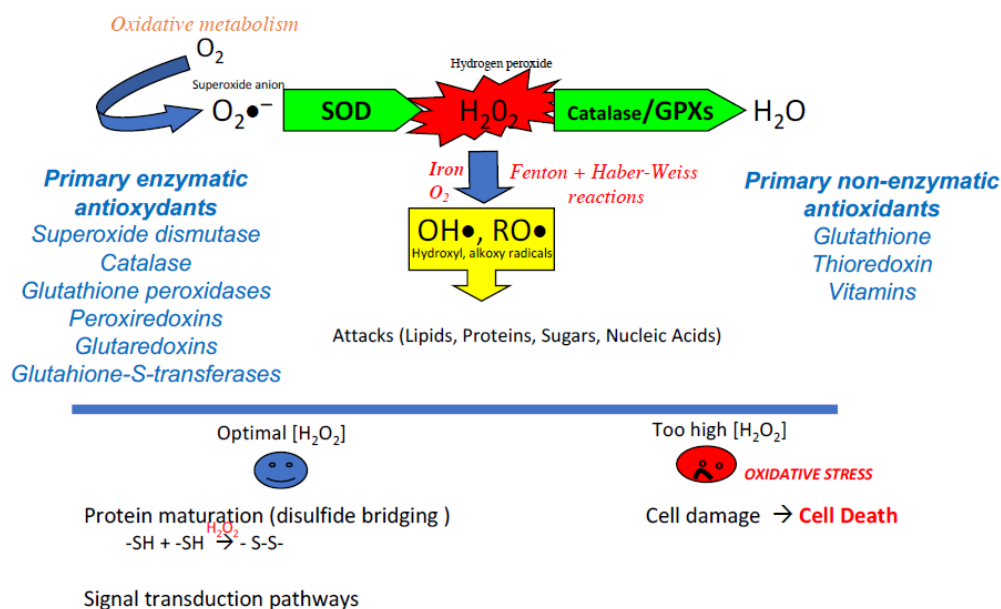 Oxidative metabolism
O2
Superoxide anion
O2●–
SOD
Hydrogen peroxide
H202
Catalase/GPXs
H2O
Iron
O2
Fenton + Haber-Weiss
reactions
OH●, RO●
Hydroxyl, alkoxy radicals
Attacks (Lipids, Proteins, Sugars, Nucleic Acids)
Primary enzymatic
antioxydants
Superoxide dismutase
Catalase
Glutathione peroxidases
Peroxiredoxins
Glutaredoxins
Glutahione-S-transferases
Primary non-enzymatic
antioxidants
Glutathione
Thioredoxin
Vitamins
Optimal [H2O2]
Protein maturation (disulfide bridging )
H2O2
-SH + -SH → - S-S-
Signal transduction pathways
Too high [H2O2]
OXIDATIVE STRESS
Cell damage → Cell Death